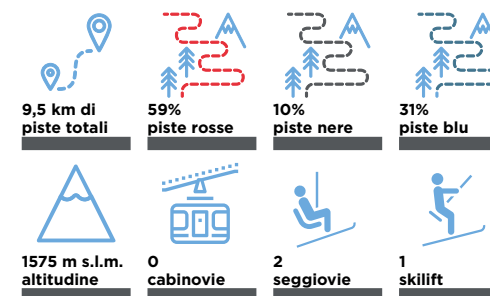 9,5 km di
piste totali
59%
piste rosse
10%
piste nere
31%
piste blu
1575 m s.l.m.
altitudine
0
cabinovie
2
seggiovie
1
skilift